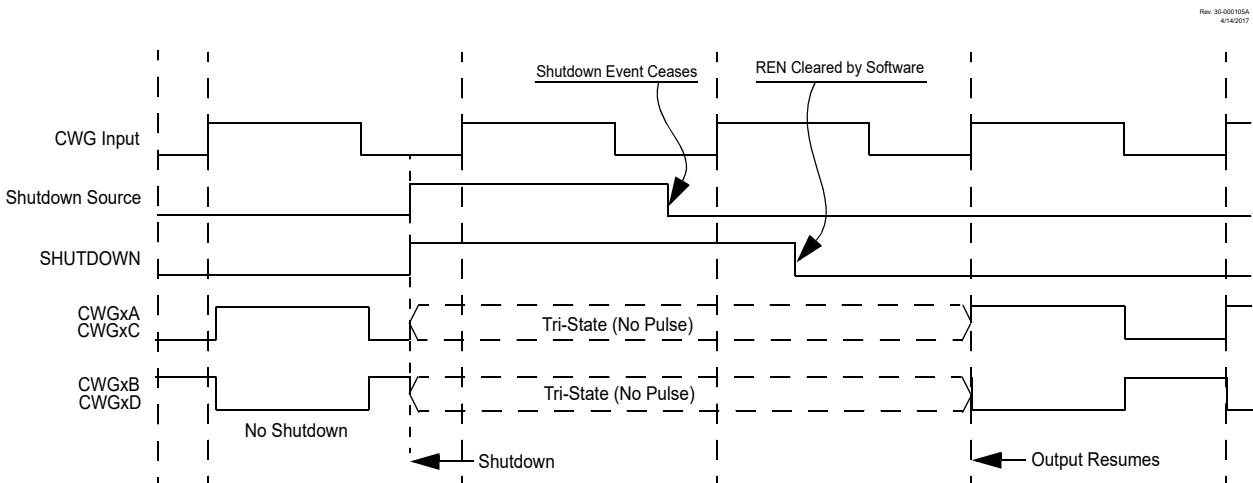 Rev. 30-000105A
4/14/2017
Shutdown Event Ceases
REN Cleared by Software
CWG Input
Shutdown Source
SHUTDOWN
CWGxA
CWGxC
Tri-State (No Pulse)
CWGxB
CWGxD
Tri-State (No Pulse)
No Shutdown
Shutdown
Output Resumes